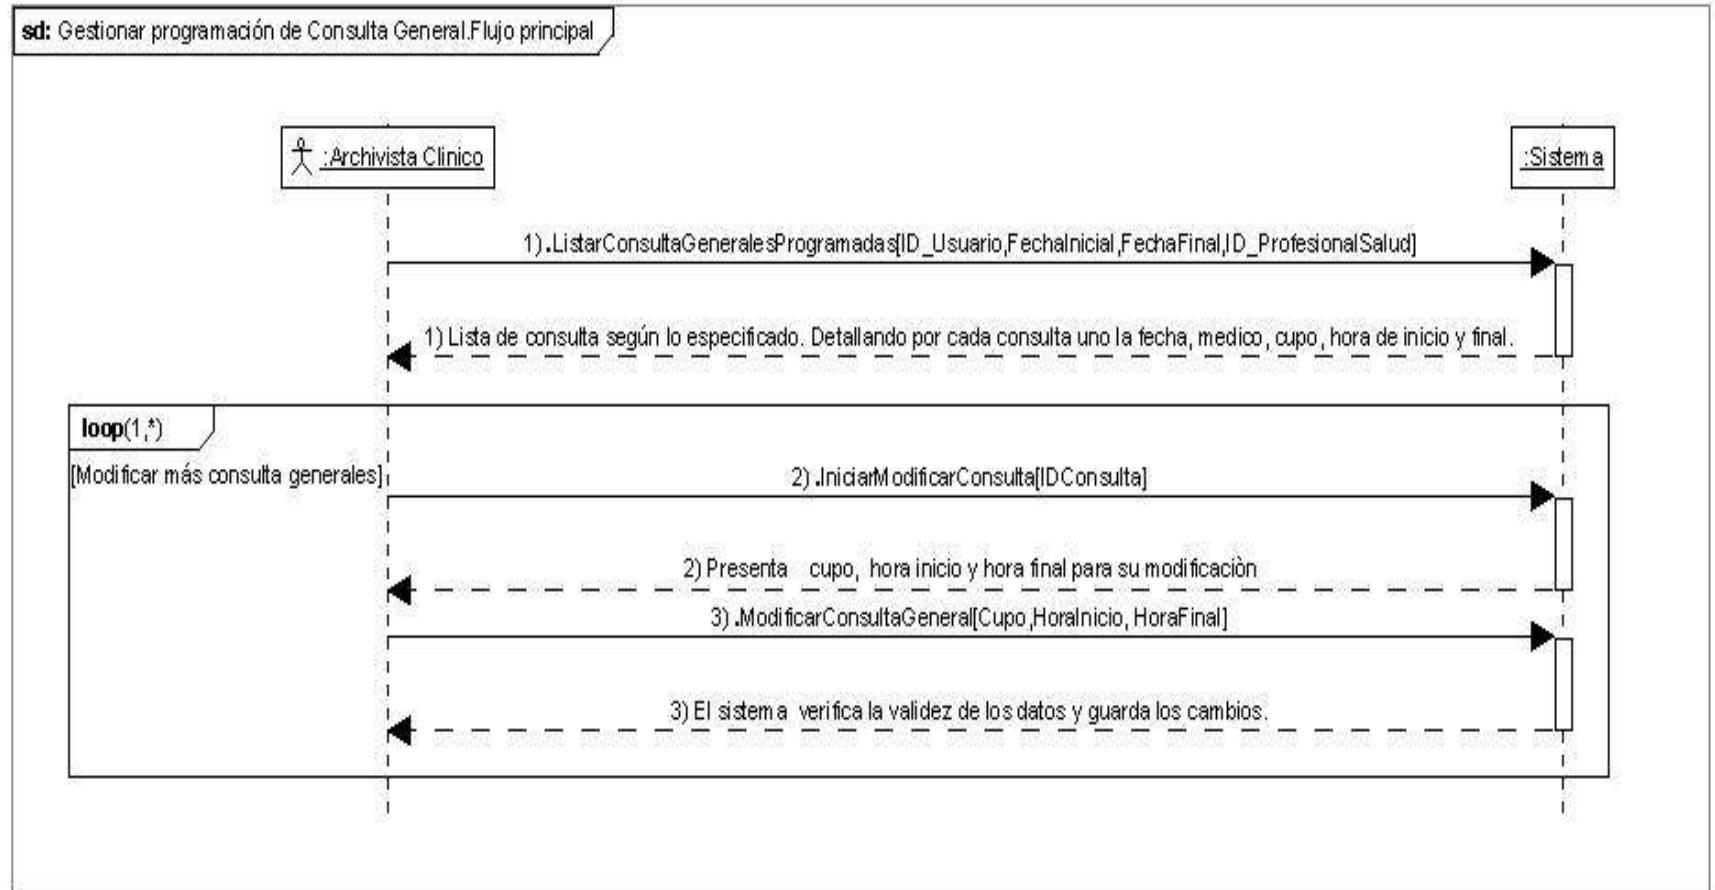 sd: Gestionar programación de Consulta General.Flujo principal
:Archivista Clinico
:Sistema
1).ListarConsultaGeneralesProgramadas[ID_Usuario,FechaInicial,FechaFinal,ID_ProfesionalSalud]
1) Lista de consulta según lo especificado. Detallando por cada consulta uno la fecha, medico, cupo, hora de inicio y final.
loop(1,*)
[Modificar más consulta generales]
2).IniciarModificarConsulta[IDConsulta]
2) Presenta cupo, hora inicio y hora final para su modificaciòn
3).ModificarConsultaGeneral[Cupo,HoraInicio, HoraFinal]
3) El sistema verifica la validez de los datos y guarda los cambios.